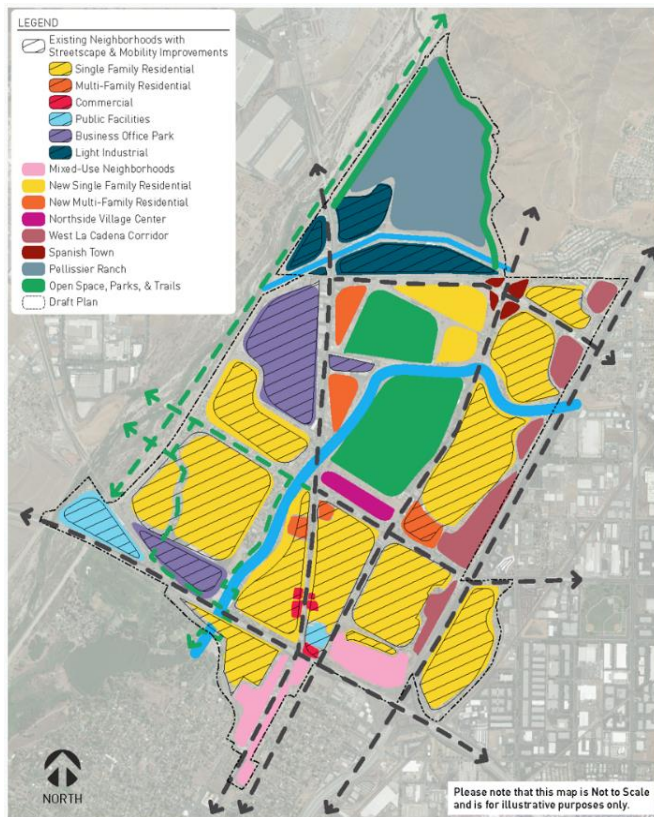 LEGEND
Existing Neighborhoods with
Streetscape & Mobility Improvements
Single Family Residential
Multi-Family Residential
Commercial
Public Facilities
Business Office Park
Light Industrial
Mixed-Use Neighborhoods
New Single Family Residential
New Multi-Family Residential
Northside Village Center
West La Cadena Corridor
Spanish Town
Pellissier Ranch
Open Space, Parks, & Trails
Draft Plan
NORTH
Please note that this map is Not to Scale
and is for illustrative purposes only.